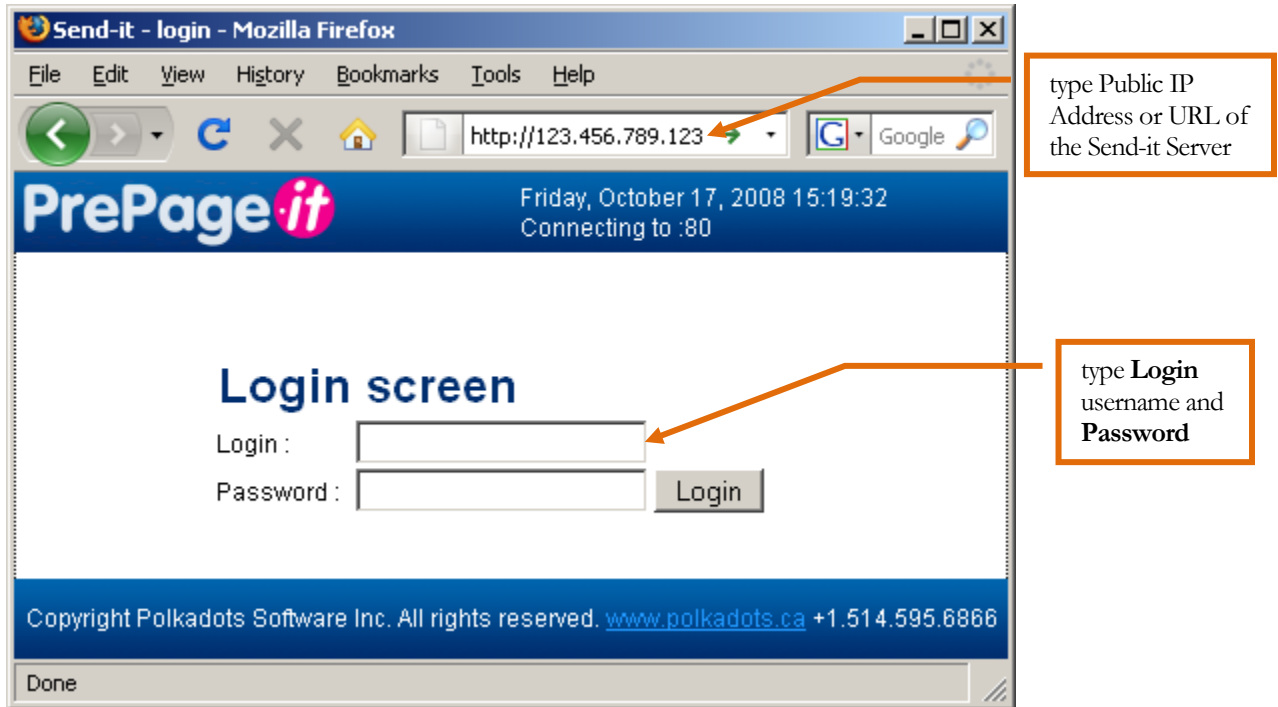 Send-it - login - Mozilla Firefox
File Edit View History Bookmarks Tools Help
http://123.456.789.123
G Google
type Public IP
Address or URL of
the Send-it Server
PrePage·it
Friday, October 17, 2008 15:19:32
Connecting to :80
Login screen
Login :
Password : Login
type Login
username and
Password
Copyright Polkadots Software Inc. All rights reserved. www.polkadots.ca +1.514.595.6866
Done